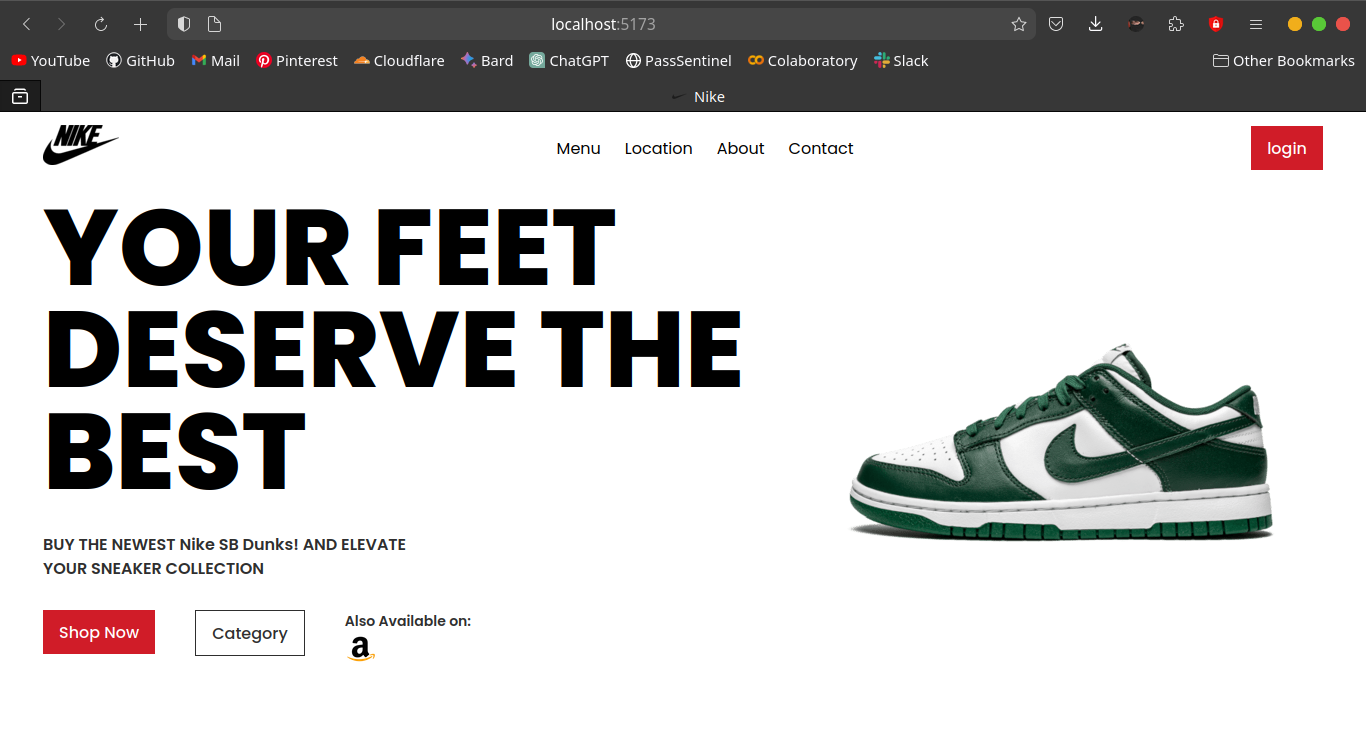 localhost:5173
YouTube GitHub Mail Pinterest Cloudflare Bard ChatGPT PassSentinel Colaboratory Slack Other Bookmarks
Nike
NIKE
Menu Location About Contact login
YOUR FEET
DESERVE THE
BEST
BUY THE NEWEST Nike SB Dunks! AND ELEVATE
YOUR SNEAKER COLLECTION
Shop Now Category Also Available on:
a